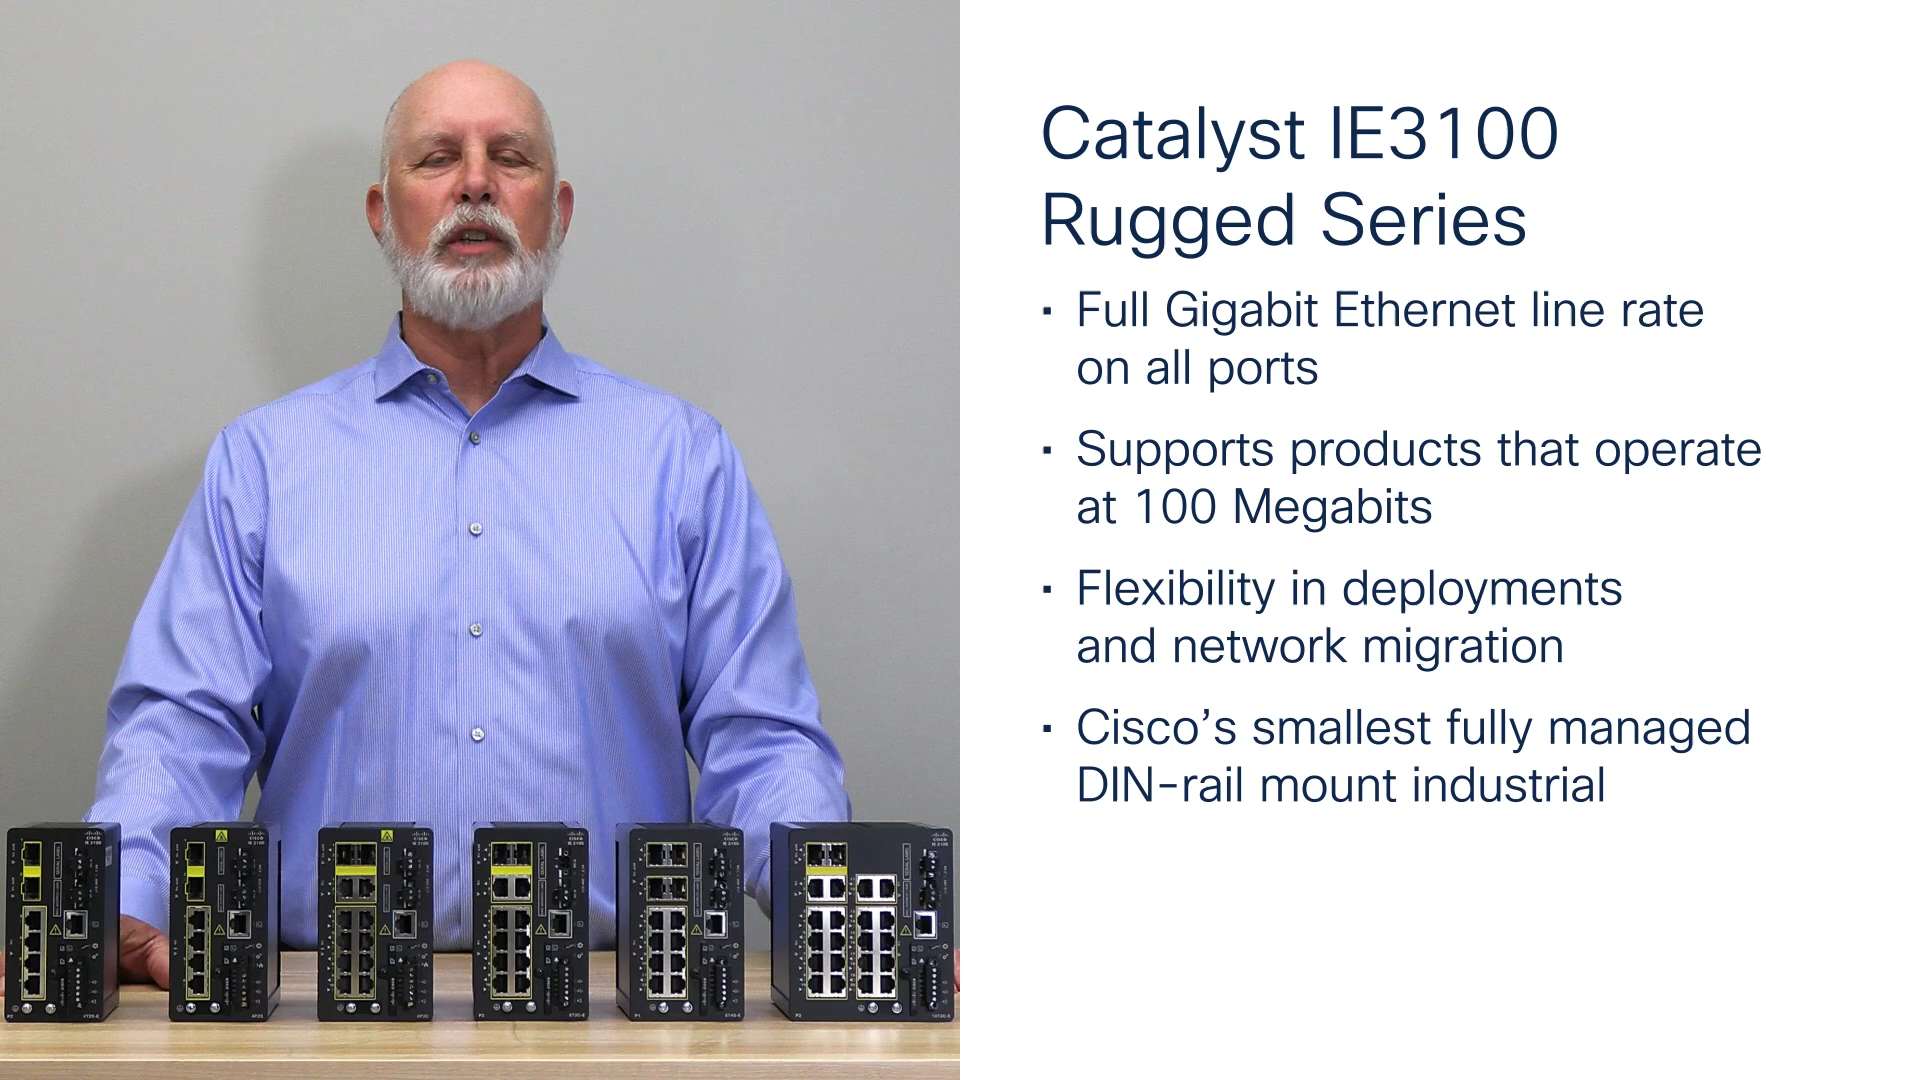 Catalyst IE3100
Rugged Series
▪ Full Gigabit Ethernet line rate
on all ports
▪ Supports products that operate
at 100 Megabits
▪ Flexibility in deployments
and network migration
▪ Cisco’s smallest fully managed
DIN-rail mount industrial